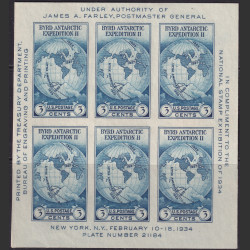 UNDER AUTHORITY OF
JAMES A. FARLEY, POSTMASTER GENERAL
PRINTED BY THE TREASURY DEPARTMENT,
BUREAU OF ENGRAVING AND PRINTING
IN COMPLIMENT TO THE
NATIONAL STAMP EXHIBITION OF 1934
BYRD ANTARCTIC
EXPEDITION II
3 U.S. POSTAGE 3
CENTS
BYRD ANTARCTIC
EXPEDITION II
3 U.S. POSTAGE 3
CENTS
BYRD ANTARCTIC
EXPEDITION II
3 U.S. POSTAGE 3
CENTS
BYRD ANTARCTIC
EXPEDITION II
3 U.S. POSTAGE 3
CENTS
BYRD ANTARCTIC
EXPEDITION II
3 U.S. POSTAGE 3
CENTS
BYRD ANTARCTIC
EXPEDITION II
3 U.S. POSTAGE 3
CENTS
NEW YORK, N.Y., FEBRUARY 10-18, 1934
PLATE NUMBER 21184